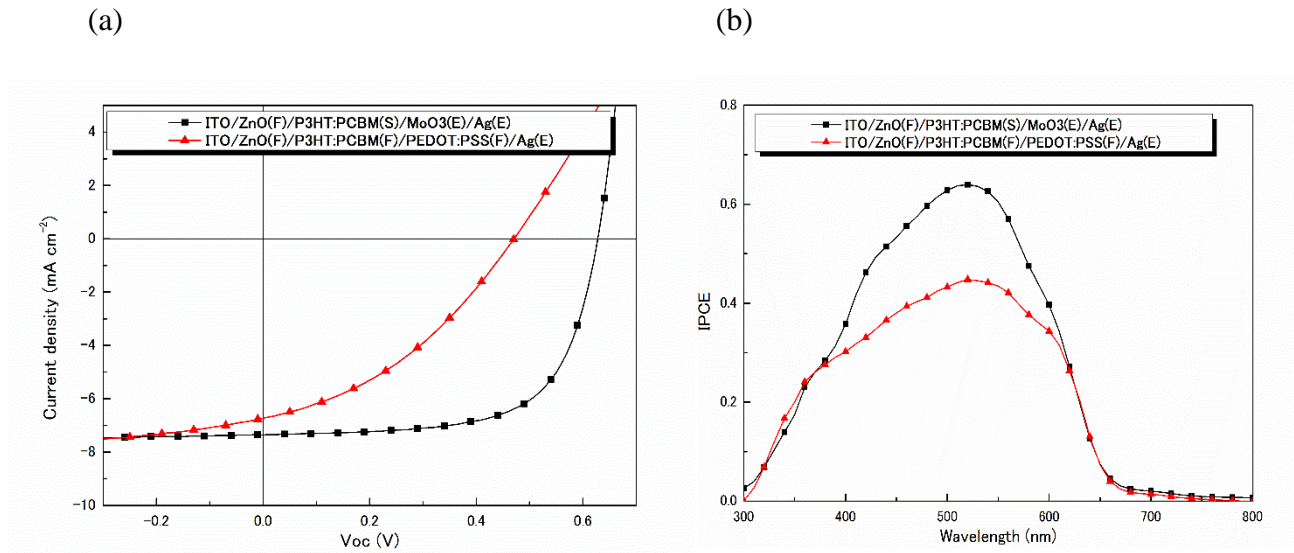 (a)
(b)
ITO/ZnO(F)/P3HT:PCBM(S)/MoO3(E)/Ag(E)
ITO/ZnO(F)/P3HT:PCBM(F)/PEDOT:PSS(F)/Ag(E)
4
2
0
−2
−4
−6
−8
−10
Current density (mA cm⁻²)
−0.2
0.0
0.2
0.4
0.6
Voc (V)
ITO/ZnO(F)/P3HT:PCBM(S)/MoO3(E)/Ag(E)
ITO/ZnO(F)/P3HT:PCBM(F)/PEDOT:PSS(F)/Ag(E)
0.8
0.6
0.4
0.2
0.0
IPCE
300
400
500
600
700
800
Wavelength (nm)